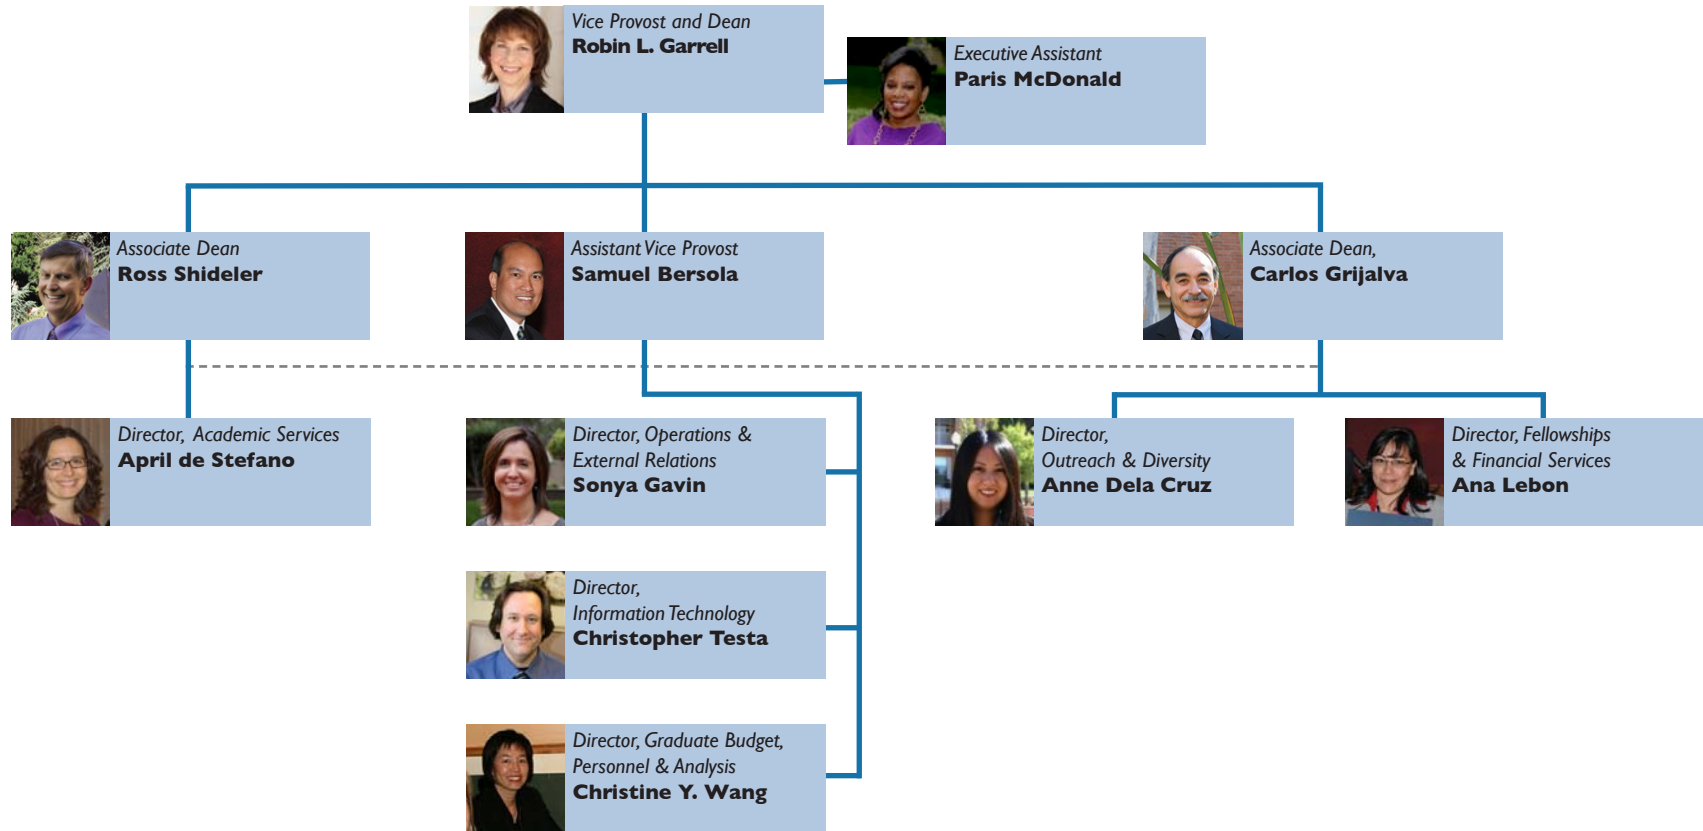 Vice Provost and Dean
Robin L. Garrell
Executive Assistant
Paris McDonald
Associate Dean
Ross Shideler
Assistant Vice Provost
Samuel Bersola
Associate Dean,
Carlos Grijalva
Director, Academic Services
April de Stefano
Director, Operations &
External Relations
Sonya Gavin
Director,
Outreach & Diversity
Anne Dela Cruz
Director, Fellowships
& Financial Services
Ana Lebon
Director,
Information Technology
Christopher Testa
Director, Graduate Budget,
Personnel & Analysis
Christine Y. Wang